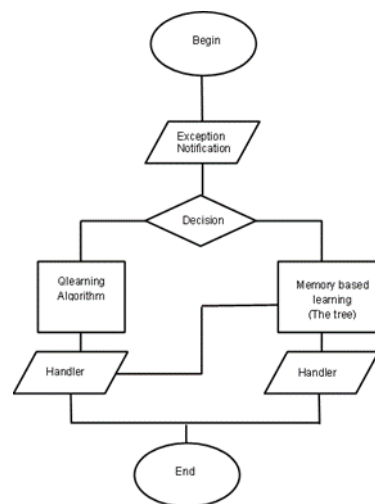 Begin
Exception
Notification
Decision
Qlearning
Algorithm
Memory based
learning
(The tree)
Handler
Handler
End